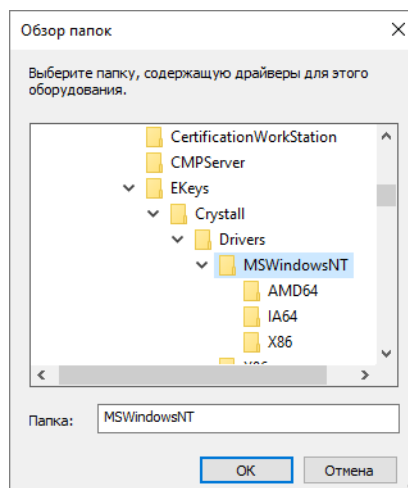 Обзор папок
Выберите папку, содержащую драйверы для этого
оборудования.
CertificationWorkStation
CMPServer
EKeys
Crystall
Drivers
MSWindowsNT
AMD64
IA64
X86
Папка:
MSWindowsNT
OK
Отмена